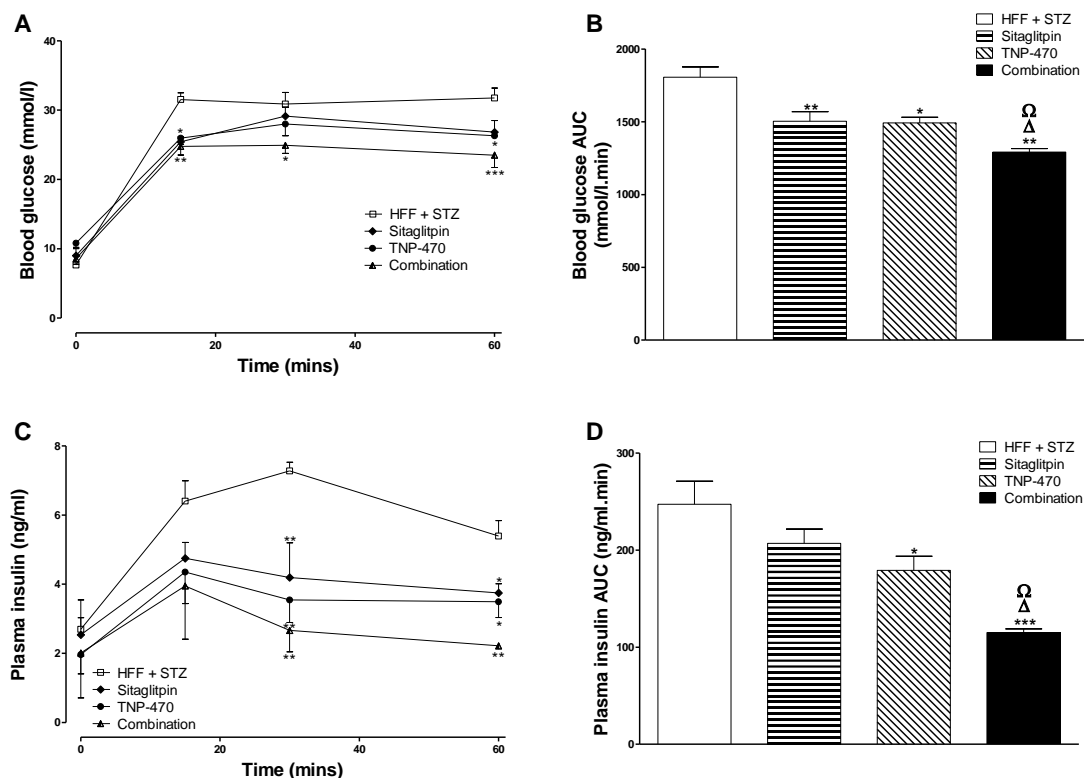 A
Blood glucose (mmol/l)
40
30
20
10
0
*
**
*
*
***
HFF + STZ
Sitaglitpin
TNP-470
Combination
0
20
40
60
Time (mins)
B
Blood glucose AUC
(mmol/l.min)
2000
1500
1000
500
0
HFF + STZ
Sitaglitpin
TNP-470
Combination
**
*
Ω
Δ
**
C
Plasma insulin (ng/ml)
8
6
4
2
0
**
*
**
*
**
**
HFF + STZ
Sitaglitpin
TNP-470
Combination
0
20
40
60
Time (mins)
D
Plasma insulin AUC (ng/ml.min)
300
200
100
0
HFF + STZ
Sitaglitpin
TNP-470
Combination
*
Ω
Δ
***